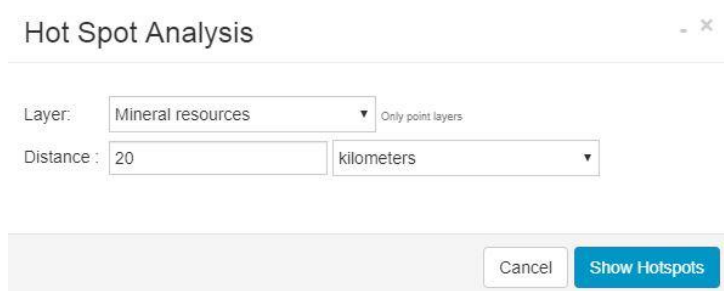 Hot Spot Analysis
Layer: Mineral resources Only point layers
Distance : 20 kilometers
Cancel Show Hotspots